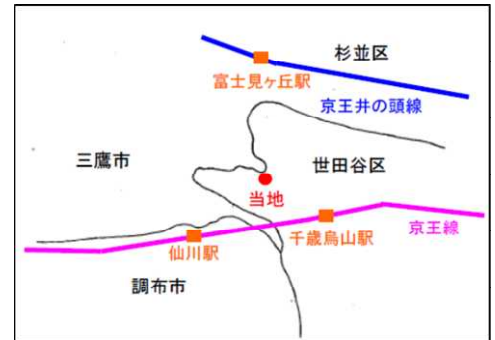 杉並区
富士見ヶ丘駅
京王井の頭線
三鷹市
世田谷区
当地
京王線
千歳烏山駅
仙川駅
調布市